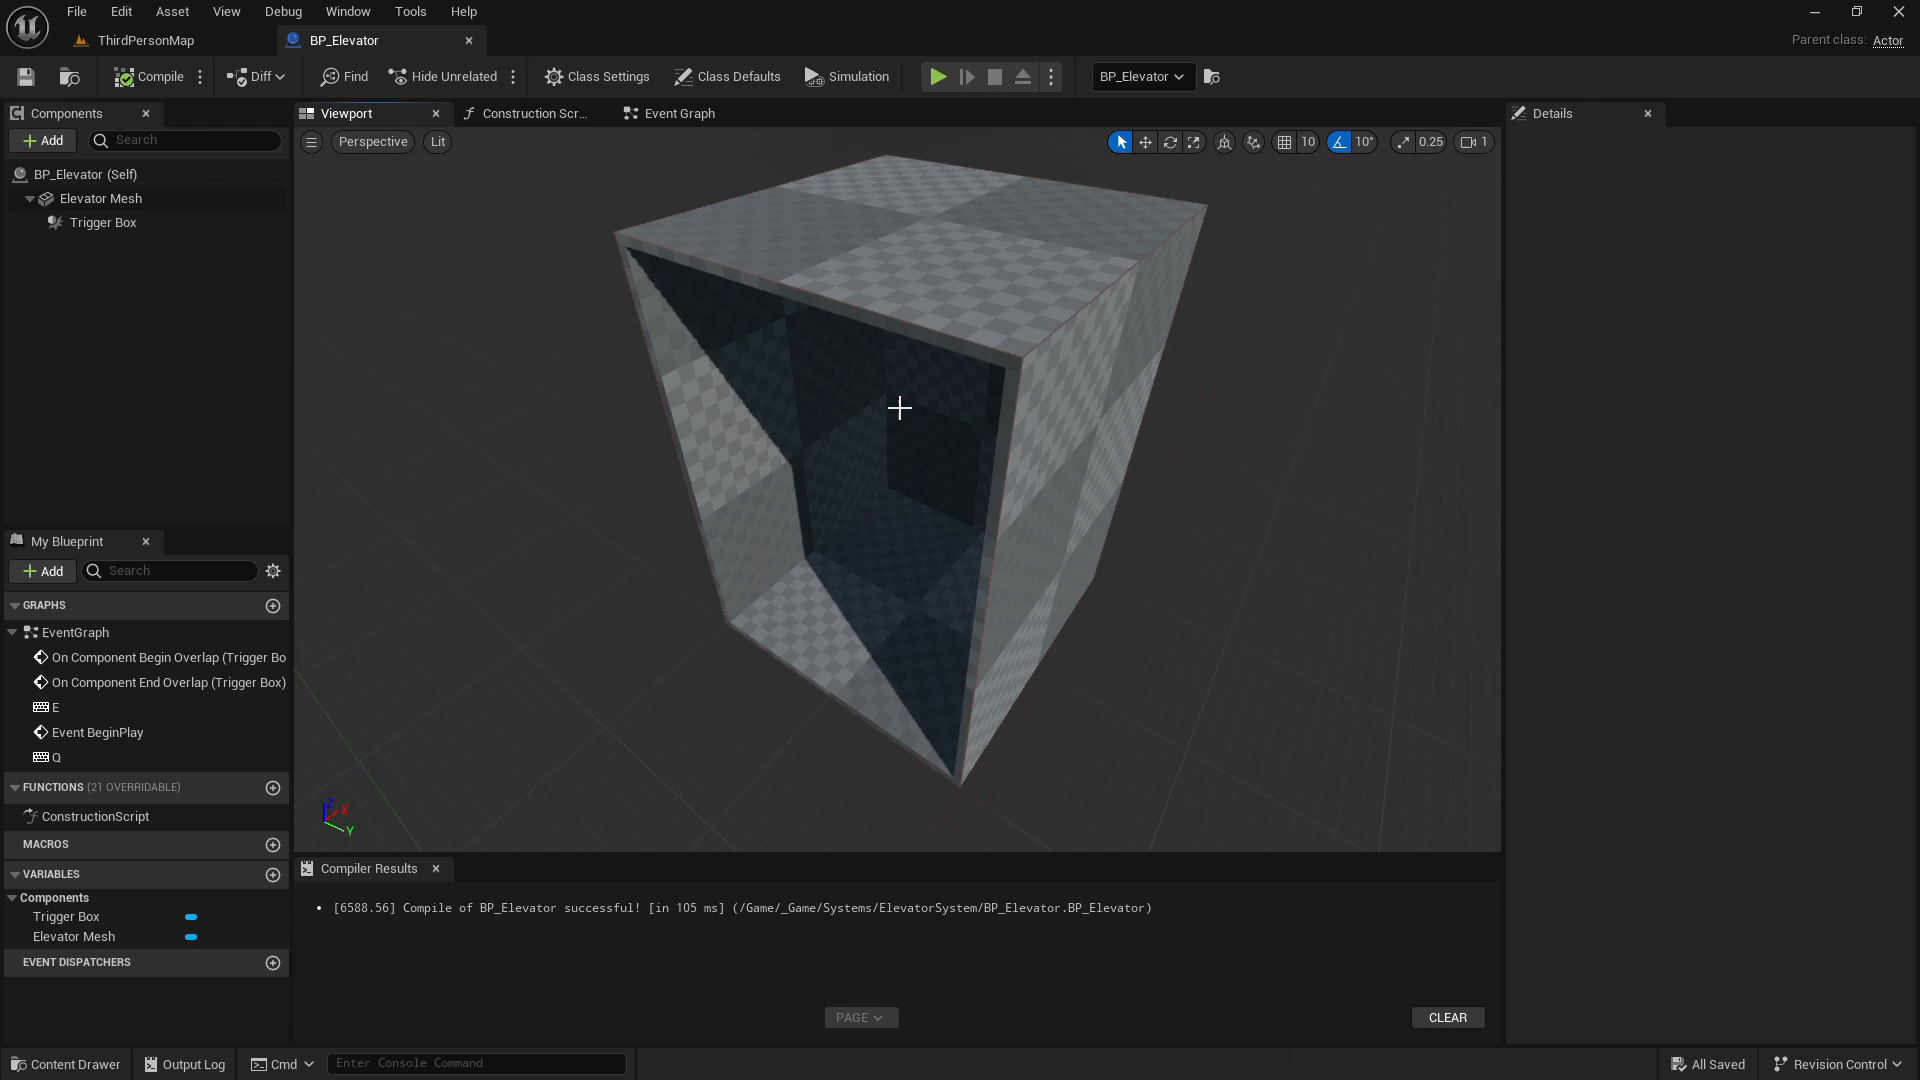 File Edit Asset View Debug Window Tools Help
ThirdPersonMap
BP_Elevator
Parent class: Actor
Compile
Diff
Find
Hide Unrelated
Class Settings
Class Defaults
Simulation
BP_Elevator
Components
Add
Search
BP_Elevator (Self)
Elevator Mesh
Trigger Box
Viewport
Construction Scr...
Event Graph
Perspective
Lit
10
10°
0.25
1
Z
X
Y
Details
My Blueprint
Add
Search
GRAPHS
EventGraph
On Component Begin Overlap (Trigger Bo
On Component End Overlap (Trigger Box)
E
Event BeginPlay
Q
FUNCTIONS (21 OVERRIDABLE)
ConstructionScript
MACROS
VARIABLES
Components
Trigger Box
Elevator Mesh
EVENT DISPATCHERS
Compiler Results
[6588.56] Compile of BP_Elevator successful! [in 105 ms] (/Game/_Game/Systems/ElevatorSystem/BP_Elevator.BP_Elevator)
PAGE
CLEAR
Content Drawer
Output Log
Cmd
Enter Console Command
All Saved
Revision Control